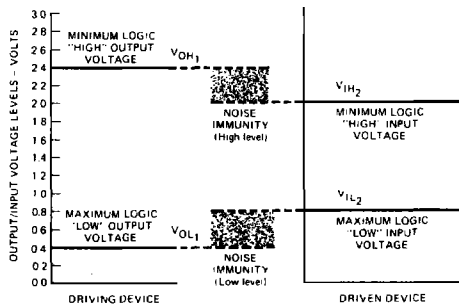 OUTPUT/INPUT VOLTAGE LEVELS – VOLTS
3.0
2.8
2.6
2.4
2.2
2.0
1.8
1.6
1.4
1.2
1.0
0.8
0.6
0.4
0.2
0.0
MINIMUM LOGIC
"HIGH" OUTPUT
VOLTAGE
VOH1
NOISE
IMMUNITY
(High level)
VIH2
MINIMUM LOGIC
"HIGH" INPUT
VOLTAGE
MAXIMUM LOGIC
"LOW" OUTPUT
VOLTAGE
VOL1
NOISE
IMMUNITY
(Low level)
VIL2
MAXIMUM LOGIC
"LOW" INPUT
VOLTAGE
DRIVING DEVICE
DRIVEN DEVICE